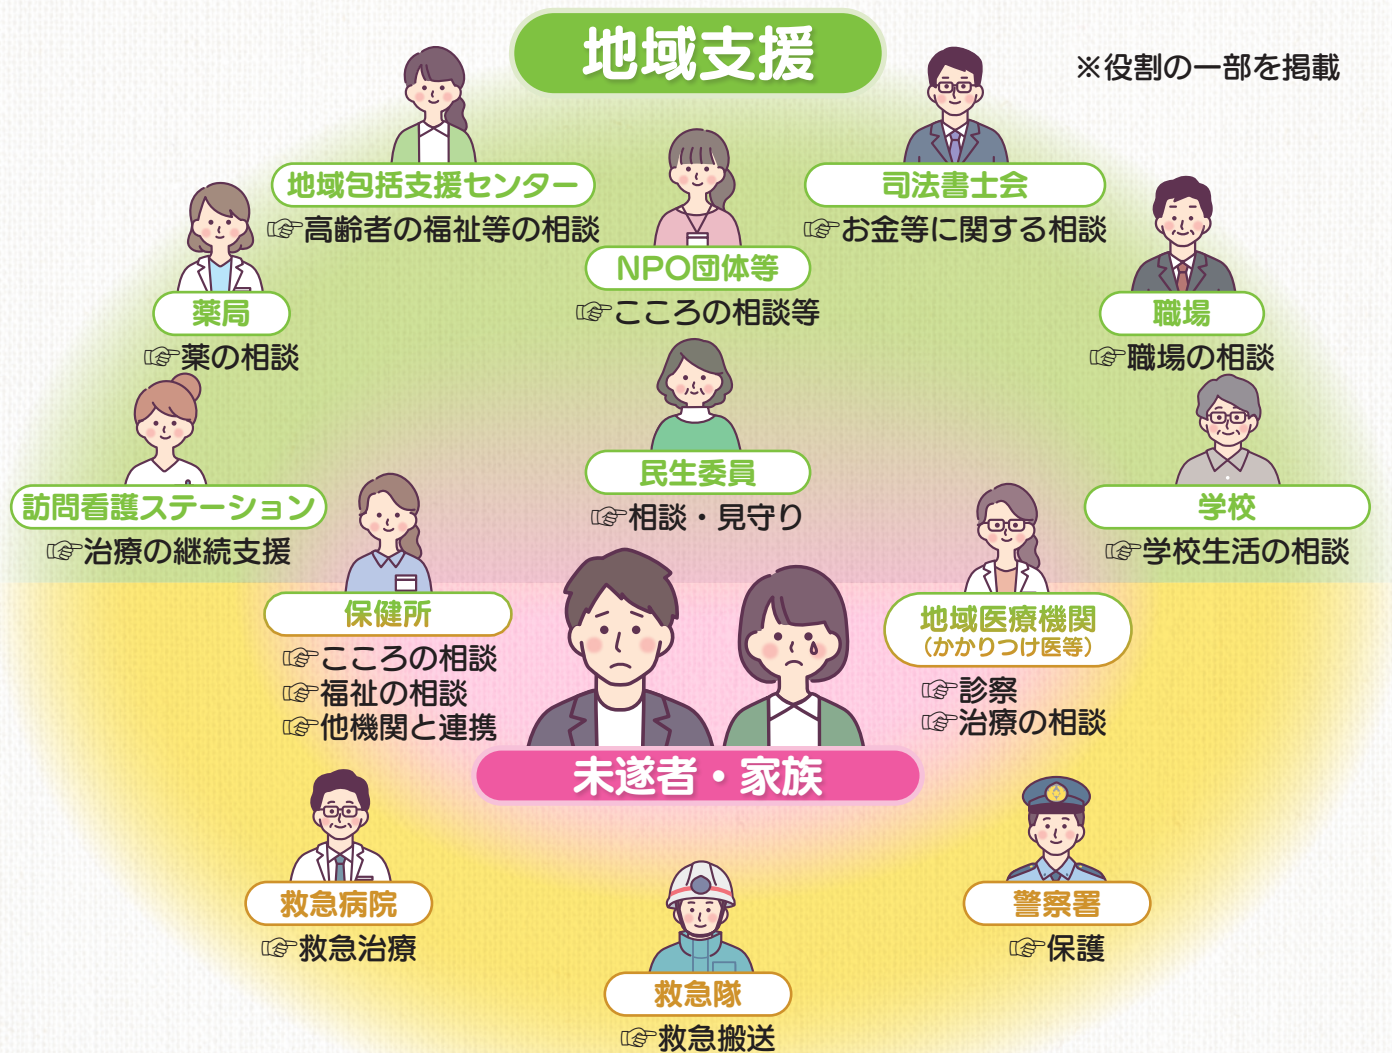 地域支援
※役割の一部を掲載
地域包括支援センター
☞高齢者の福祉等の相談
司法書士会
☞お金等に関する相談
NPO団体等
☞こころの相談等
薬局
☞薬の相談
職場
☞職場の相談
民生委員
☞相談・見守り
訪問看護ステーション
☞治療の継続支援
学校
☞学校生活の相談
保健所
☞こころの相談
☞福祉の相談
☞他機関と連携
地域医療機関
(かかりつけ医等)
☞診察
☞治療の相談
未遂者・家族
救急病院
☞救急治療
警察署
☞保護
救急隊
☞救急搬送